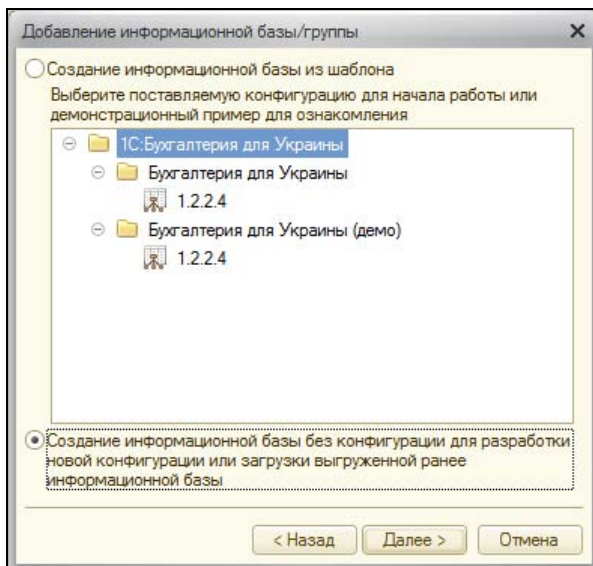 Добавление информационной базы/группы
Создание информационной базы из шаблона
Выберите поставляемую конфигурацию для начала работы или
демонстрационный пример для ознакомления
1С:Бухгалтерия для Украины
Бухгалтерия для Украины
1.2.2.4
Бухгалтерия для Украины (демо)
1.2.2.4
Создание информационной базы без конфигурации для разработки
новой конфигурации или загрузки выгруженной ранее
информационной базы
< Назад Далее > Отмена